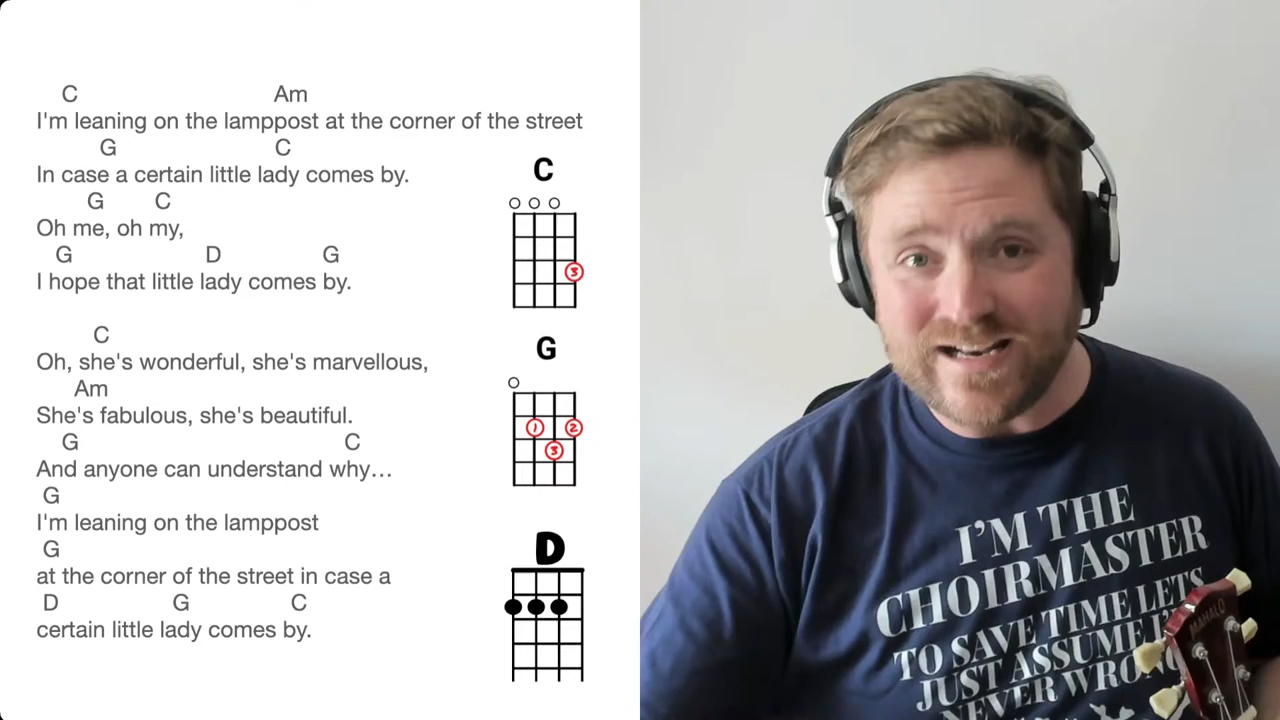 C Am
I'm leaning on the lamppost at the corner of the street
G C
In case a certain little lady comes by.
G C
Oh me, oh my,
G D G
I hope that little lady comes by.
C
Oh, she's wonderful, she's marvellous,
Am
She's fabulous, she's beautiful.
G C
And anyone can understand why...
G
I'm leaning on the lamppost
G
at the corner of the street in case a
D G C
certain little lady comes by.
C
3
G
1 2
3
D
I'M THE
CHOIRMASTER
TO SAVE TIME LETS
JUST ASSUME
NEVER WRONG
MAHALO